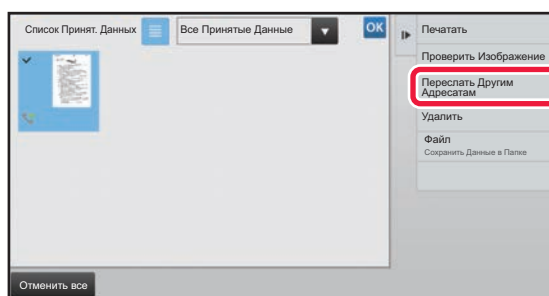 Список Принят. Данных
Все Принятые Данные
OK
Печатать
Проверить Изображение
Переслать Другим
Адресатам
Удалить
Файл
Сохранить Данные в Папке
Отменить все